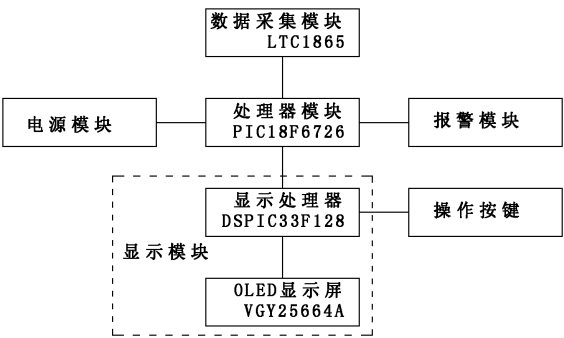 数据采集模块
LTC1865
电源模块
处理器模块
PIC18F6726
报警模块
显示处理器
DSPIC33F128
操作按键
显示模块
OLED显示屏
VGY25664A